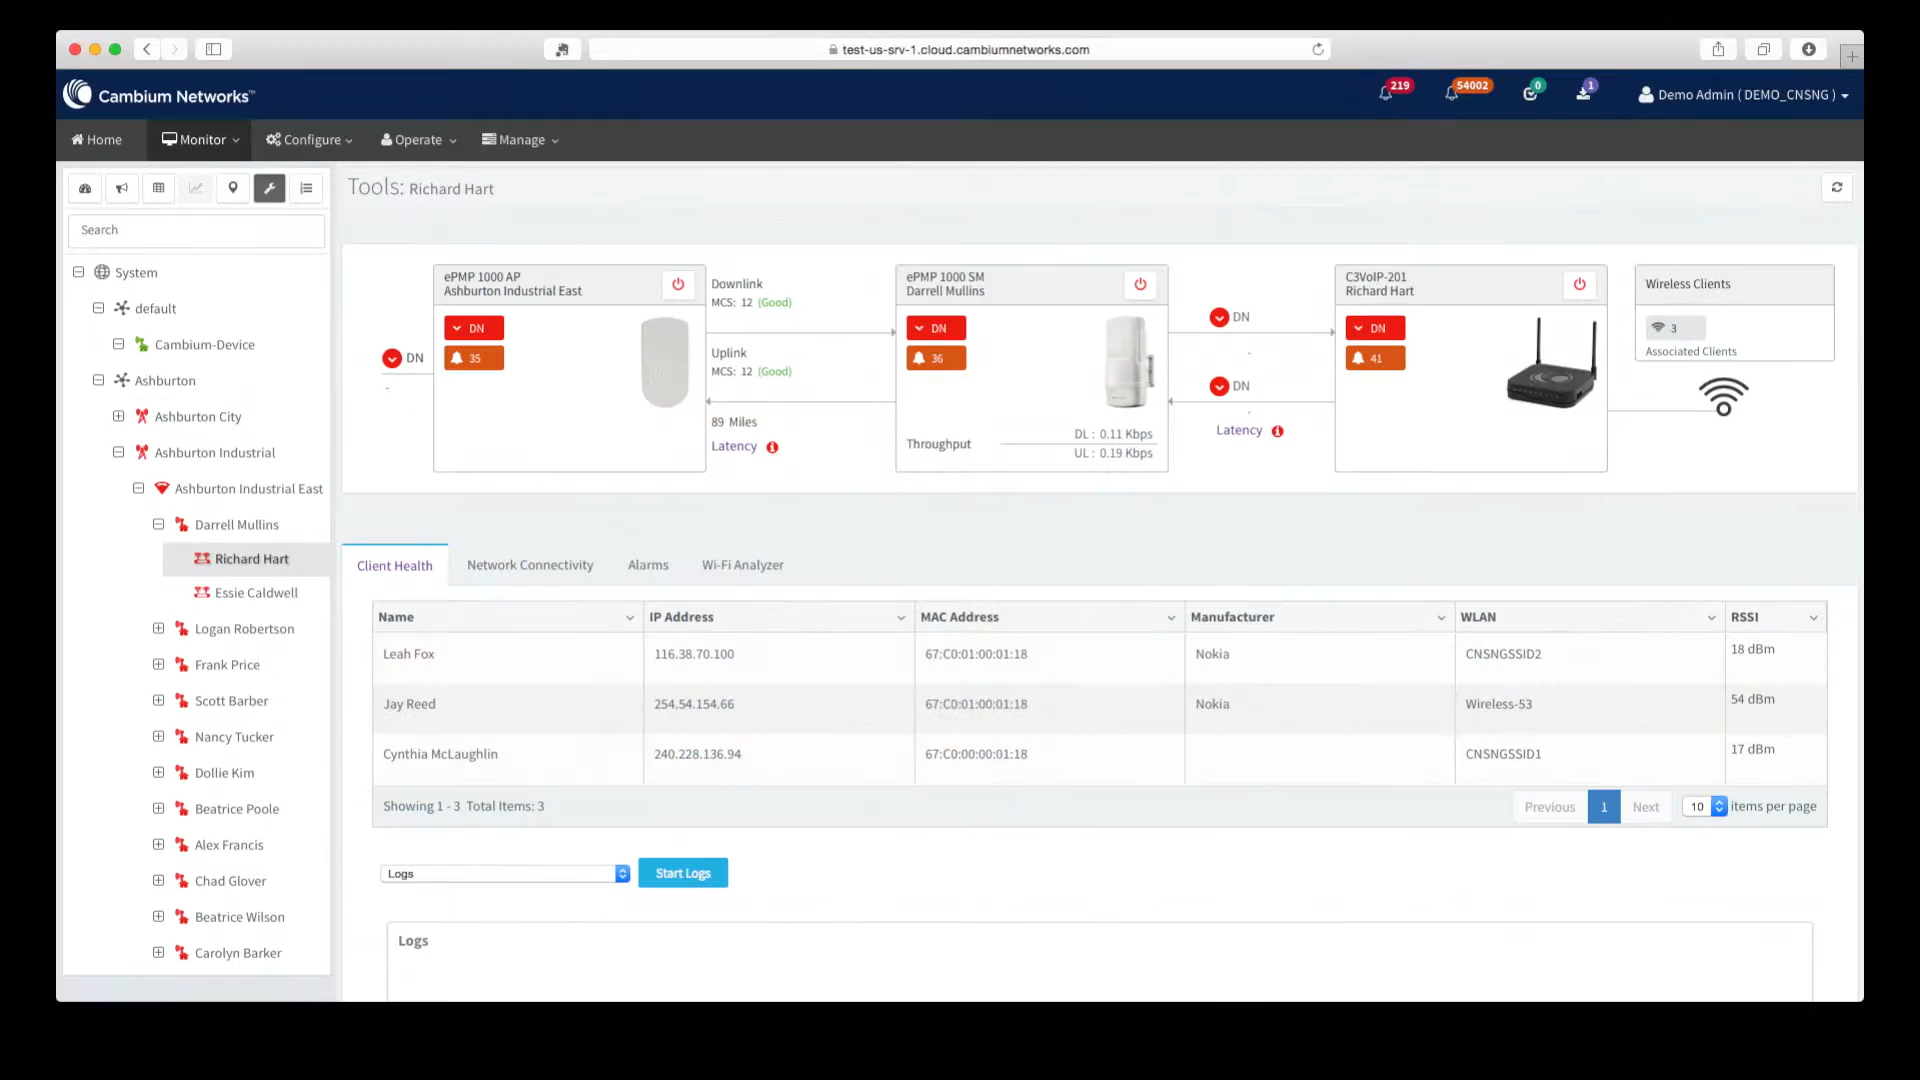 test-us-srv-1.cloud.cambiumnetworks.com
Cambium Networks™
219
54002
0
1
Demo Admin ( DEMO_CNSNG )
Home
Monitor
Configure
Operate
Manage
Tools: Richard Hart
Search
System
default
Cambium-Device
Ashburton
Ashburton City
Ashburton Industrial
Ashburton Industrial East
Darrell Mullins
Richard Hart
Essie Caldwell
Logan Robertson
Frank Price
Scott Barber
Nancy Tucker
Dollie Kim
Beatrice Poole
Alex Francis
Chad Glover
Beatrice Wilson
Carolyn Barker
DN
-
ePMP 1000 AP
Ashburton Industrial East
DN
35
Downlink
MCS: 12 (Good)
Uplink
MCS: 12 (Good)
89 Miles
Latency
ePMP 1000 SM
Darrell Mullins
DN
36
Throughput
DL : 0.11 Kbps
UL : 0.19 Kbps
DN
-
DN
-
Latency
C3VoIP-201
Richard Hart
DN
41
Wireless Clients
3
Associated Clients
Client Health
Network Connectivity
Alarms
Wi-Fi Analyzer
Name IP Address MAC Address Manufacturer WLAN RSSI
Leah Fox 116.38.70.100 67:C0:01:00:01:18 Nokia CNSNGSSID2 18 dBm
Jay Reed 254.54.154.66 67:C0:01:00:01:18 Nokia Wireless-53 54 dBm
Cynthia McLaughlin 240.228.136.94 67:C0:00:00:01:18 CNSNGSSID1 17 dBm
Showing 1 - 3 Total Items: 3
Previous 1 Next 10 items per page
Logs
Start Logs
Logs